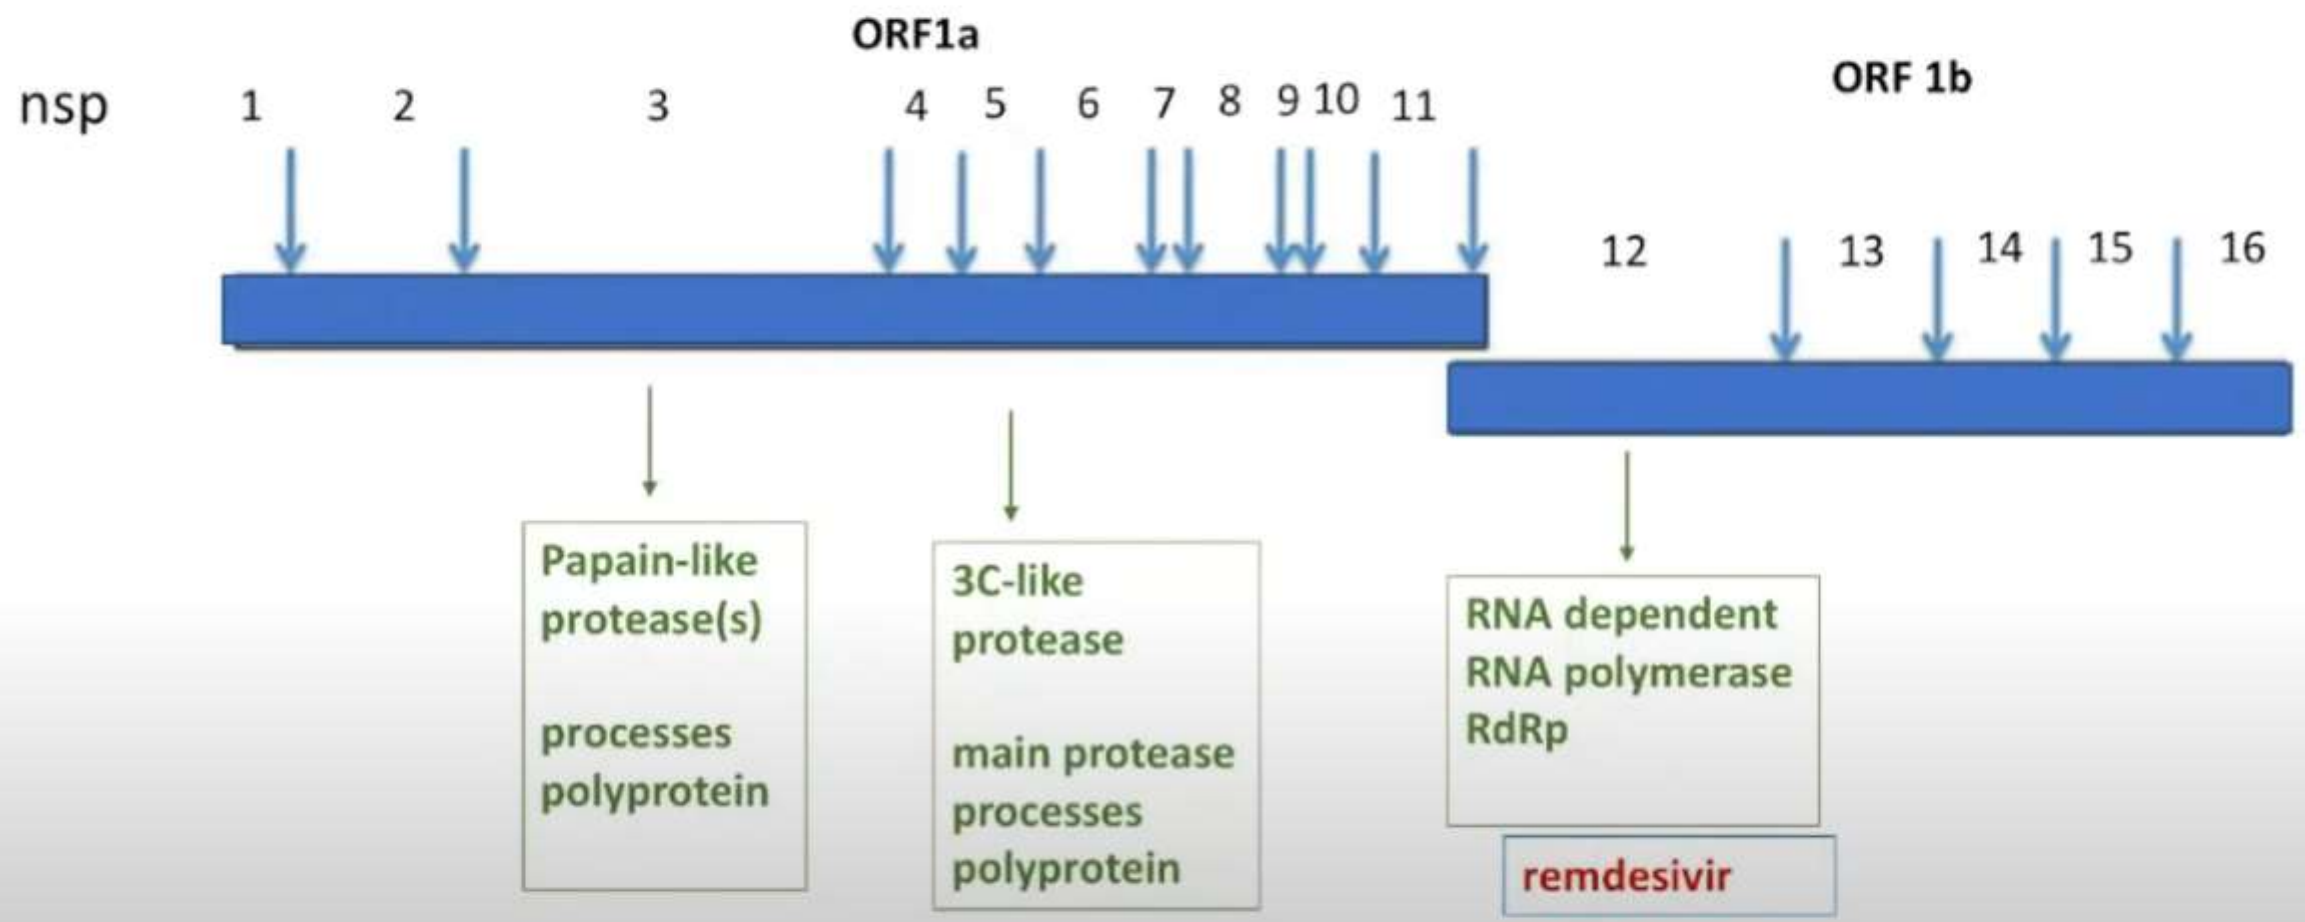 ORF1a
ORF 1b
nsp 1 2 3 4 5 6 7 8 9 10 11
12 13 14 15 16
Papain-like
protease(s)
processes
polyprotein
3C-like
protease
main protease
processes
polyprotein
RNA dependent
RNA polymerase
RdRp
remdesivir